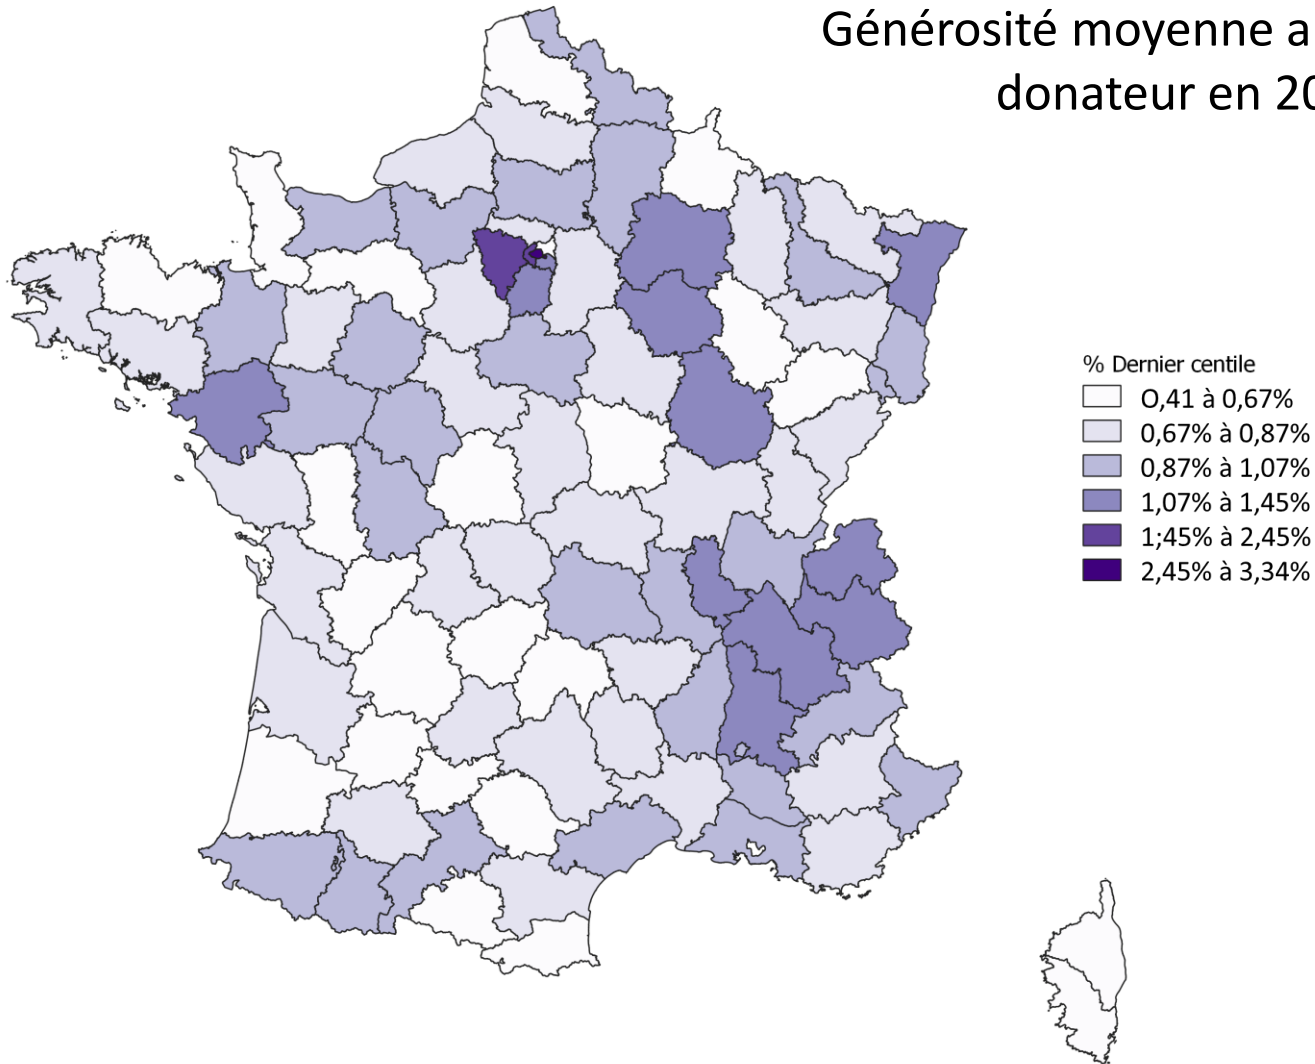 Générosité moyenne a
donateur en 20
% Dernier centile
O,41 à 0,67%
0,67% à 0,87%
0,87% à 1,07%
1,07% à 1,45%
1;45% à 2,45%
2,45% à 3,34%